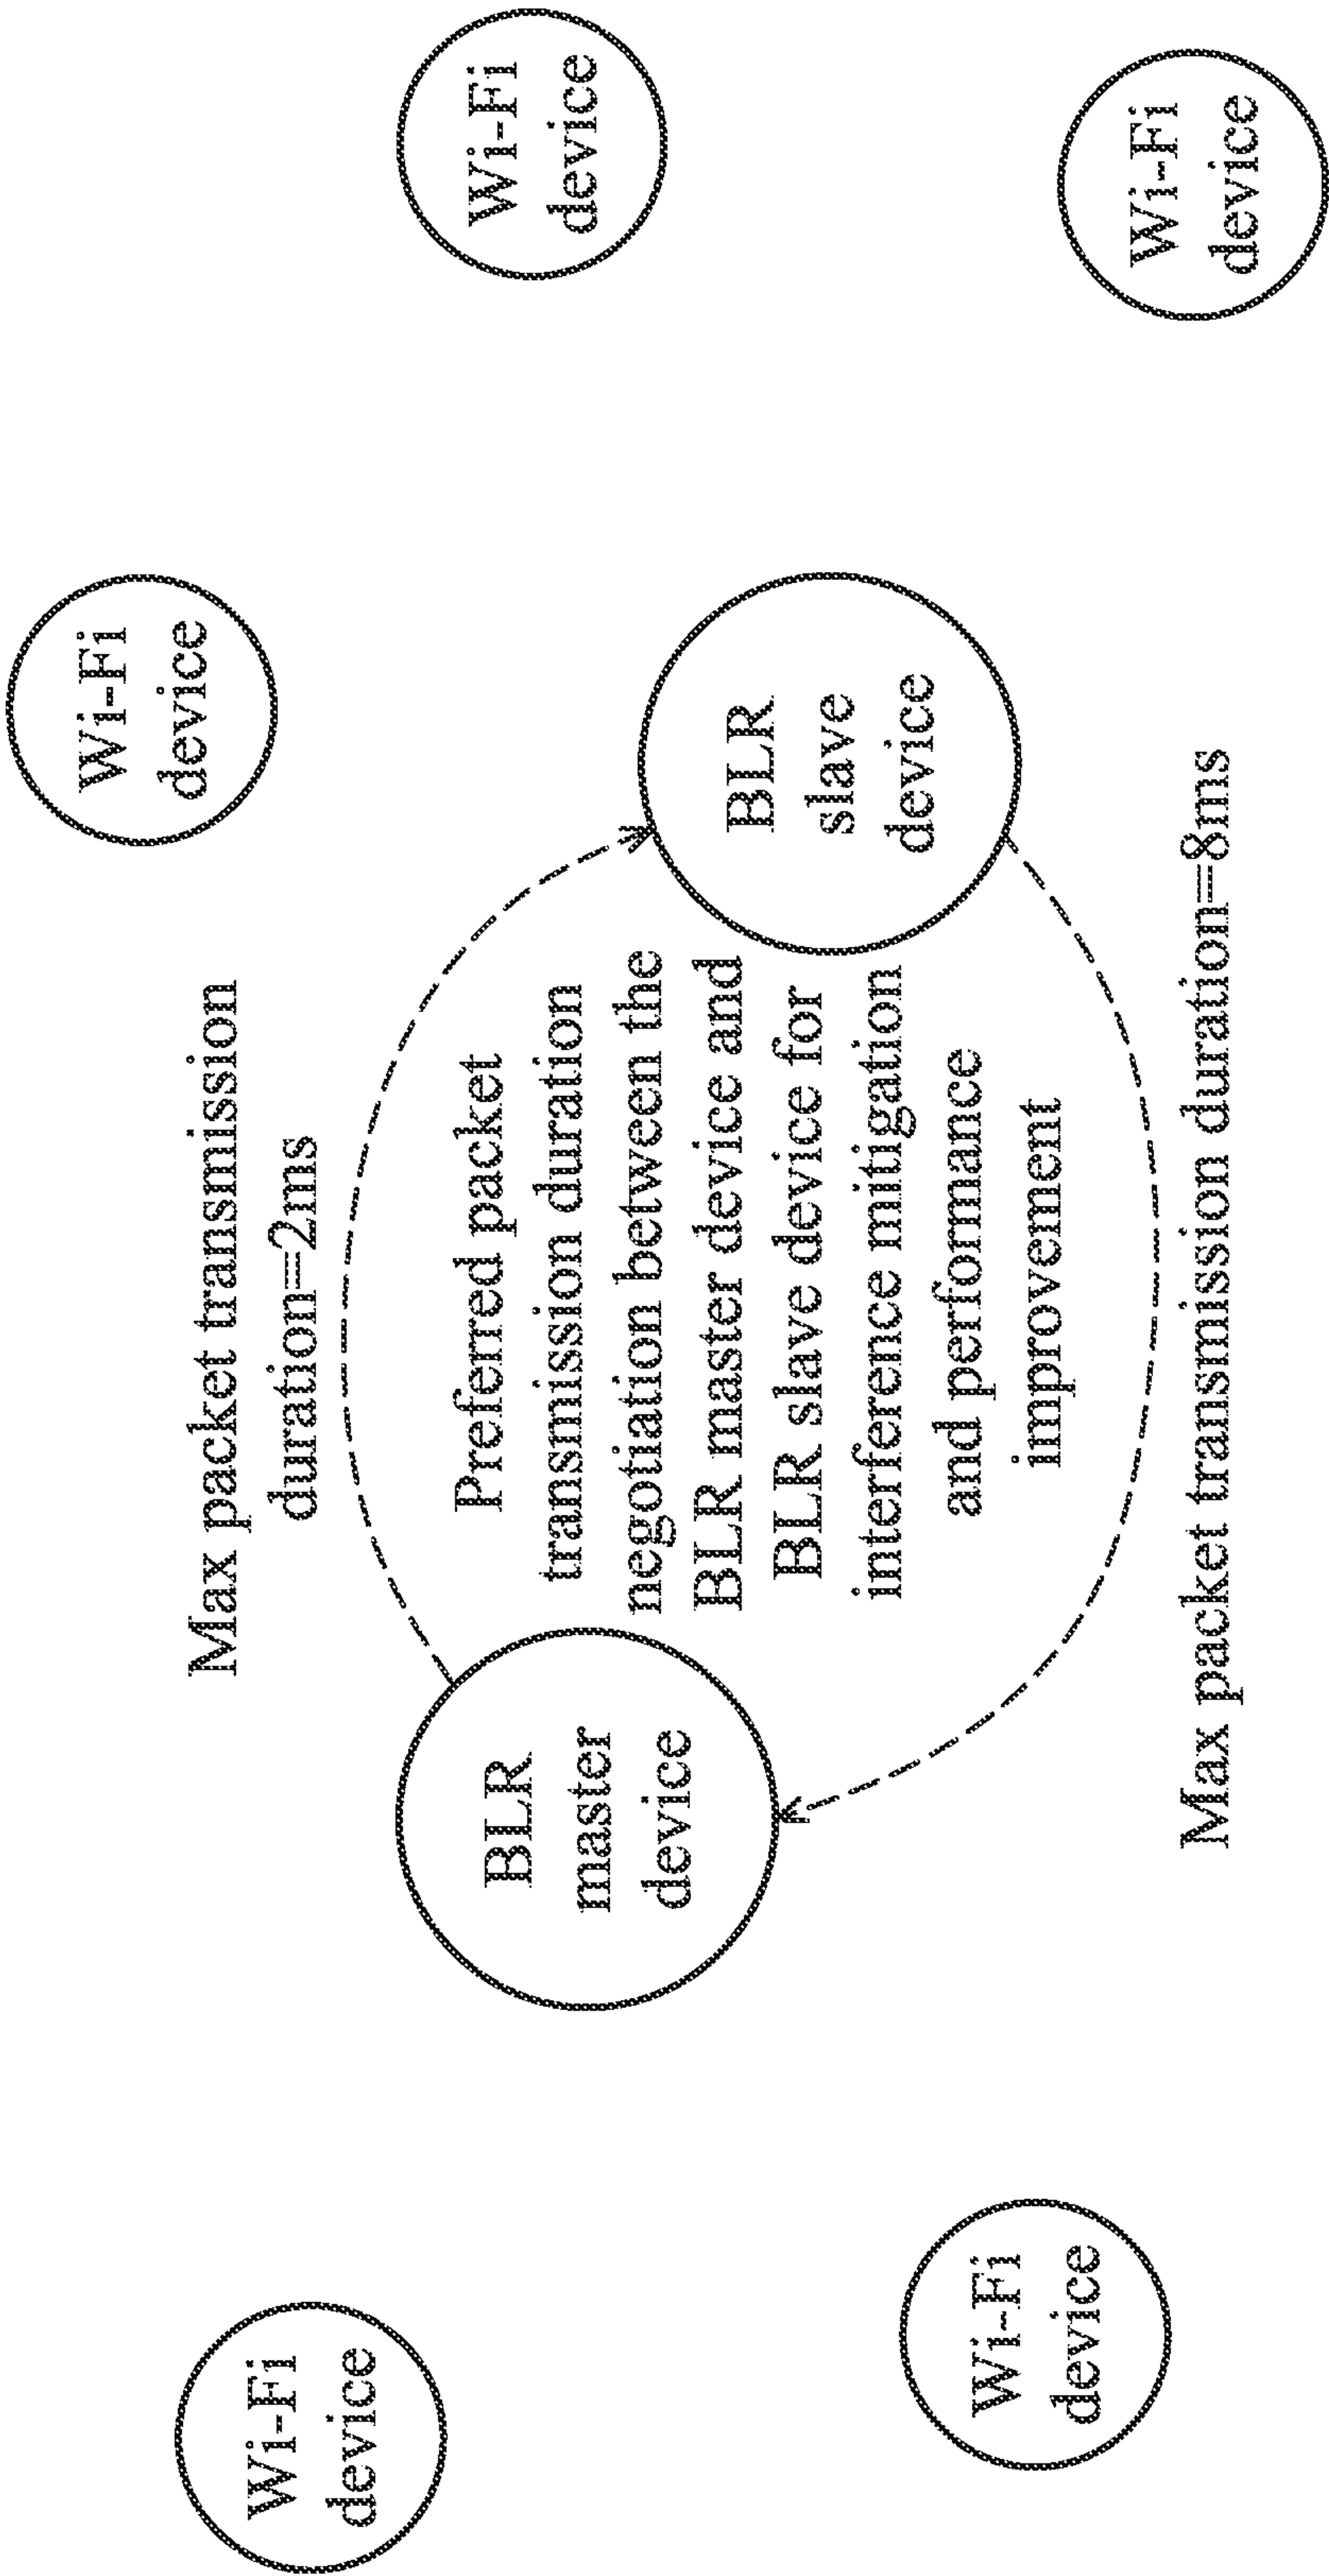 Wi-Fi
device
Wi-Fi
device
Wi-Fi
device
Max packet transmission
duration=2ms
BLR
master
device
Preferred packet
transmission duration
negotiation between the
BLR master device and
BLR slave device for
interference mitigation
and performance
improvement
BLR
slave
device
Wi-Fi
device
Wi-Fi
device
Max packet transmission duration=8ms